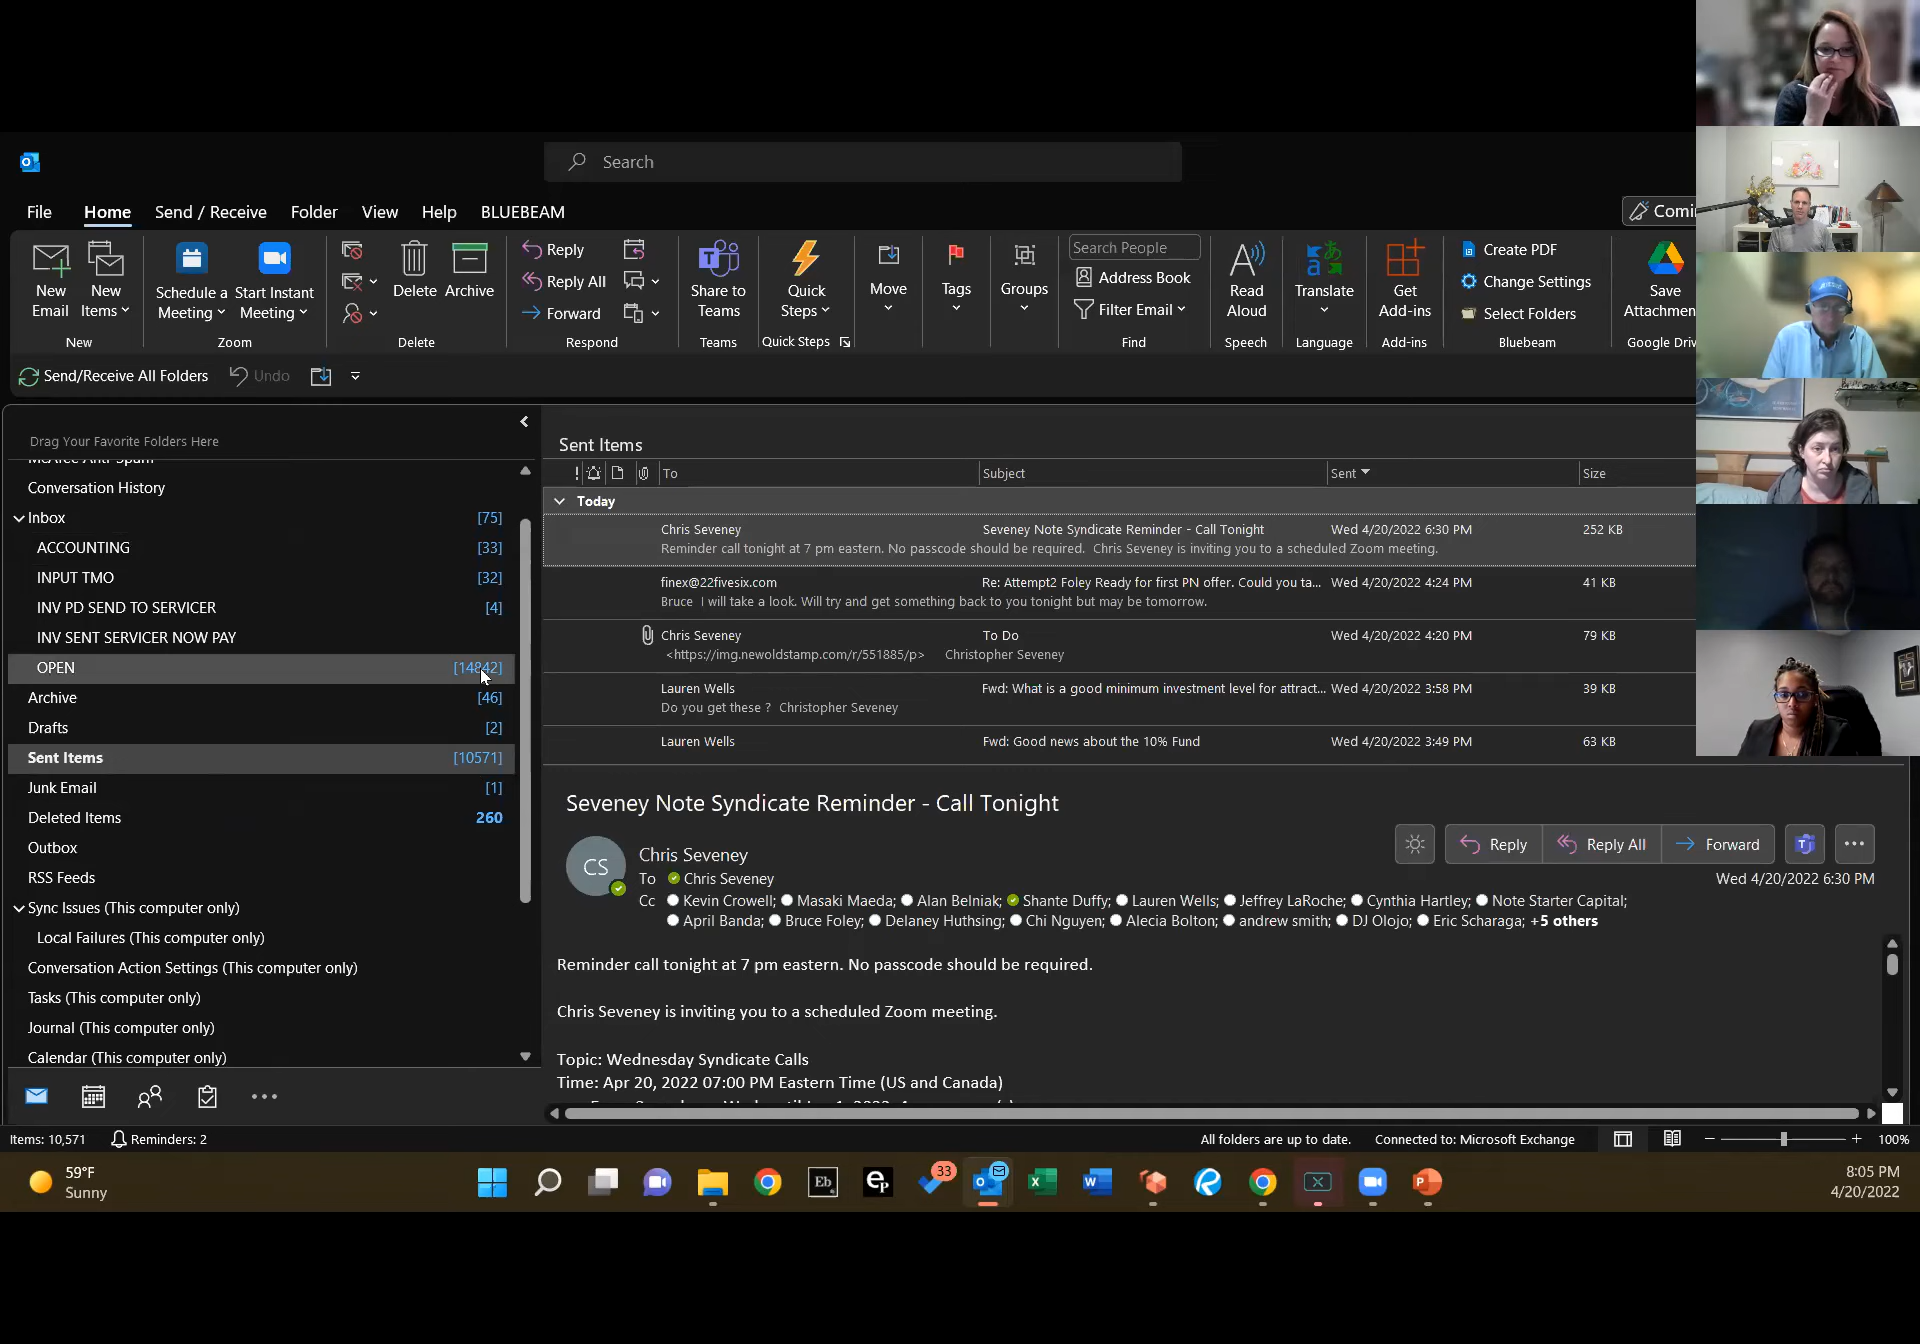 Search
File Home Send / Receive Folder View Help BLUEBEAM
Comi
New Email
New Items
Schedule a Meeting
Start Instant Meeting
Delete
Archive
Reply
Reply All
Forward
Share to Teams
Quick Steps
Move
Tags
Groups
Search People
Address Book
Filter Email
Read Aloud
Translate
Get Add-ins
Create PDF
Change Settings
Select Folders
Save Attachmen
New Zoom Delete Respond Teams Quick Steps Find Speech Language Add-ins Bluebeam Google Driv
Send/Receive All Folders Undo
Drag Your Favorite Folders Here
McAfee Anti-Spam
Conversation History
Inbox [75]
ACCOUNTING [33]
INPUT TMO [32]
INV PD SEND TO SERVICER [4]
INV SENT SERVICER NOW PAY
OPEN [14842]
Archive [46]
Drafts [2]
Sent Items [10571]
Junk Email [1]
Deleted Items 260
Outbox
RSS Feeds
Sync Issues (This computer only)
Local Failures (This computer only)
Conversation Action Settings (This computer only)
Tasks (This computer only)
Journal (This computer only)
Calendar (This computer only)
Sent Items
! To Subject Sent Size
Today
Chris Seveney Seveney Note Syndicate Reminder - Call Tonight Wed 4/20/2022 6:30 PM 252 KB
Reminder call tonight at 7 pm eastern. No passcode should be required. Chris Seveney is inviting you to a scheduled Zoom meeting.
finex@22fivesix.com Re: Attempt2 Foley Ready for first PN offer. Could you ta... Wed 4/20/2022 4:24 PM 41 KB
Bruce I will take a look. Will try and get something back to you tonight but may be tomorrow.
Chris Seveney To Do Wed 4/20/2022 4:20 PM 79 KB
<https://img.newoldstamp.com/r/551885/p> Christopher Seveney
Lauren Wells Fwd: What is a good minimum investment level for attract... Wed 4/20/2022 3:58 PM 39 KB
Do you get these ? Christopher Seveney
Lauren Wells Fwd: Good news about the 10% Fund Wed 4/20/2022 3:49 PM 63 KB
Seveney Note Syndicate Reminder - Call Tonight
CS
Chris Seveney
Reply Reply All Forward
To Chris Seveney
Wed 4/20/2022 6:30 PM
Cc Kevin Crowell; Masaki Maeda; Alan Belniak; Shante Duffy; Lauren Wells; Jeffrey LaRoche; Cynthia Hartley; Note Starter Capital;
April Banda; Bruce Foley; Delaney Huthsing; Chi Nguyen; Alecia Bolton; andrew smith; DJ Olojo; Eric Scharaga; +5 others
Reminder call tonight at 7 pm eastern. No passcode should be required.
Chris Seveney is inviting you to a scheduled Zoom meeting.
Topic: Wednesday Syndicate Calls
Time: Apr 20, 2022 07:00 PM Eastern Time (US and Canada)
Items: 10,571 Reminders: 2 All folders are up to date. Connected to: Microsoft Exchange 100%
59°F
Sunny
Eb
ep
33
8:05 PM
4/20/2022